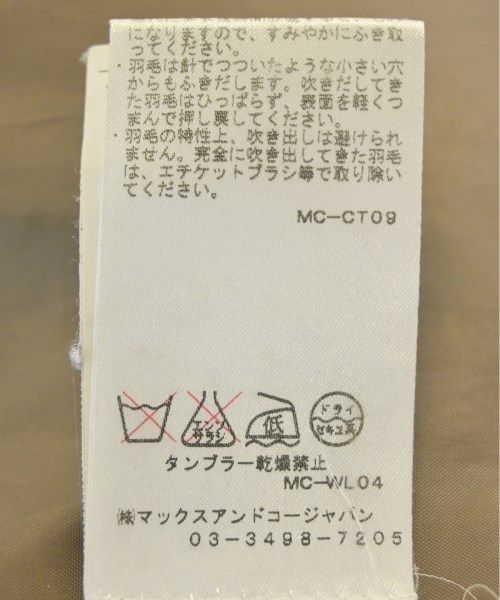 になりますので、すみやかにふき取
ってください。
・羽毛は針でつついたような小さい穴
からもふきだします。吹きだしてき
た羽毛はひっぱらず、表面を軽くつ
まんで押し戻してください。
・羽毛の特性上、吹き出しは避けられ
ません。完全に吹き出してきた羽毛
は、エチケットブラシ等で取り除い
てください。
MC-CT09
エンソ
サラシ
低
ドライ
セキユ系
タンブラー乾燥禁止
MC-WL04
㈱マックスアンドコージャパン
03-3498-7205